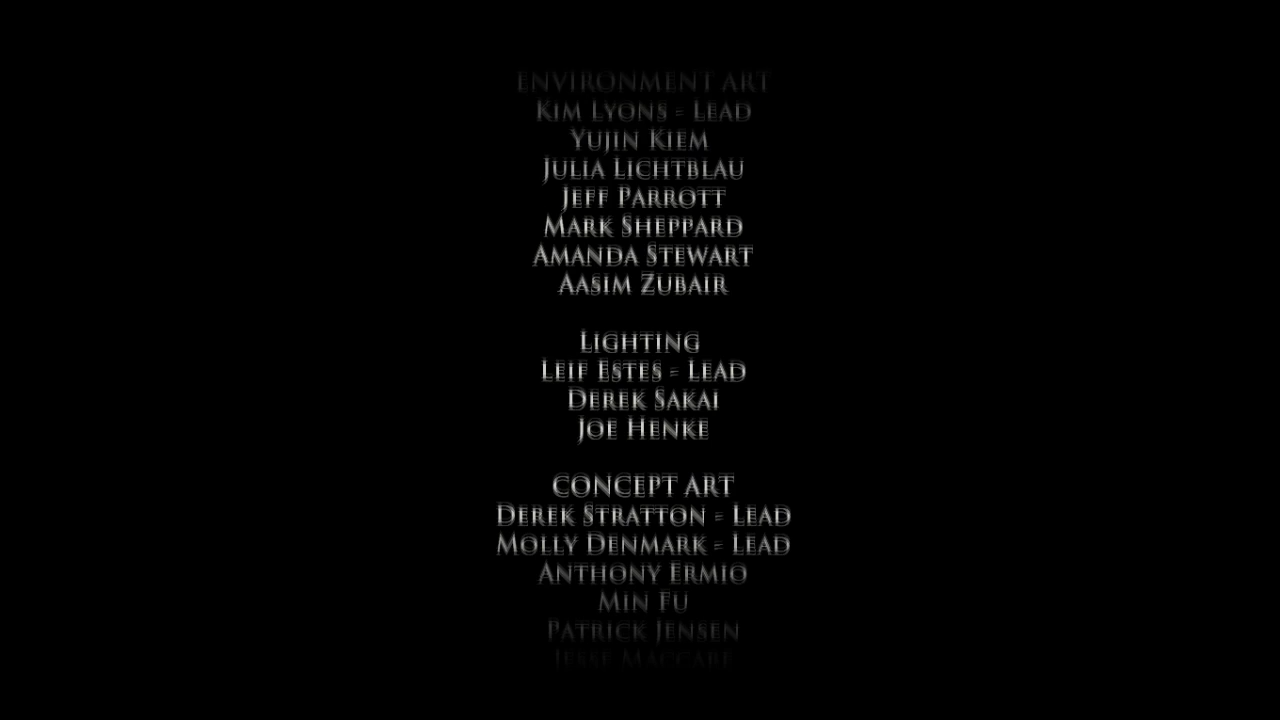 ENVIRONMENT ART
KIM LYONS - LEAD
YUJIN KIEM
JULIA LICHTBLAU
JEFF PARROTT
MARK SHEPPARD
AMANDA STEWART
AASIM ZUBAIR
LIGHTING
LEIF ESTES - LEAD
DEREK SAKAI
JOE HENKE
CONCEPT ART
DEREK STRATTON - LEAD
MOLLY DENMARK - LEAD
ANTHONY ERMIO
MIN FU
PATRICK JENSEN
JESSE MACCABE